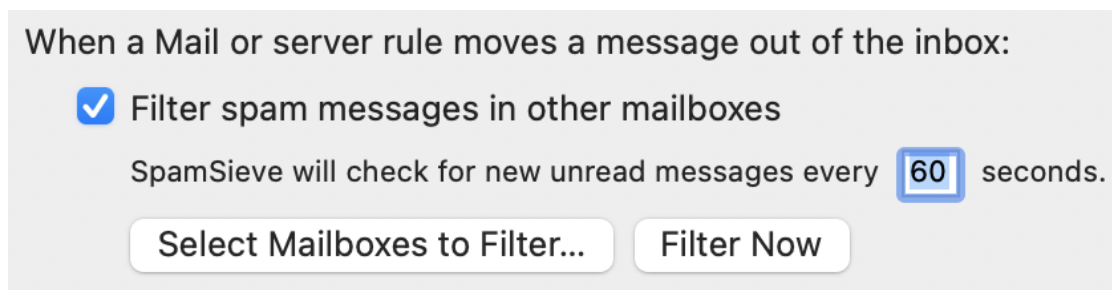 When a Mail or server rule moves a message out of the inbox:
Filter spam messages in other mailboxes
SpamSieve will check for new unread messages every 60 seconds.
Select Mailboxes to Filter... Filter Now